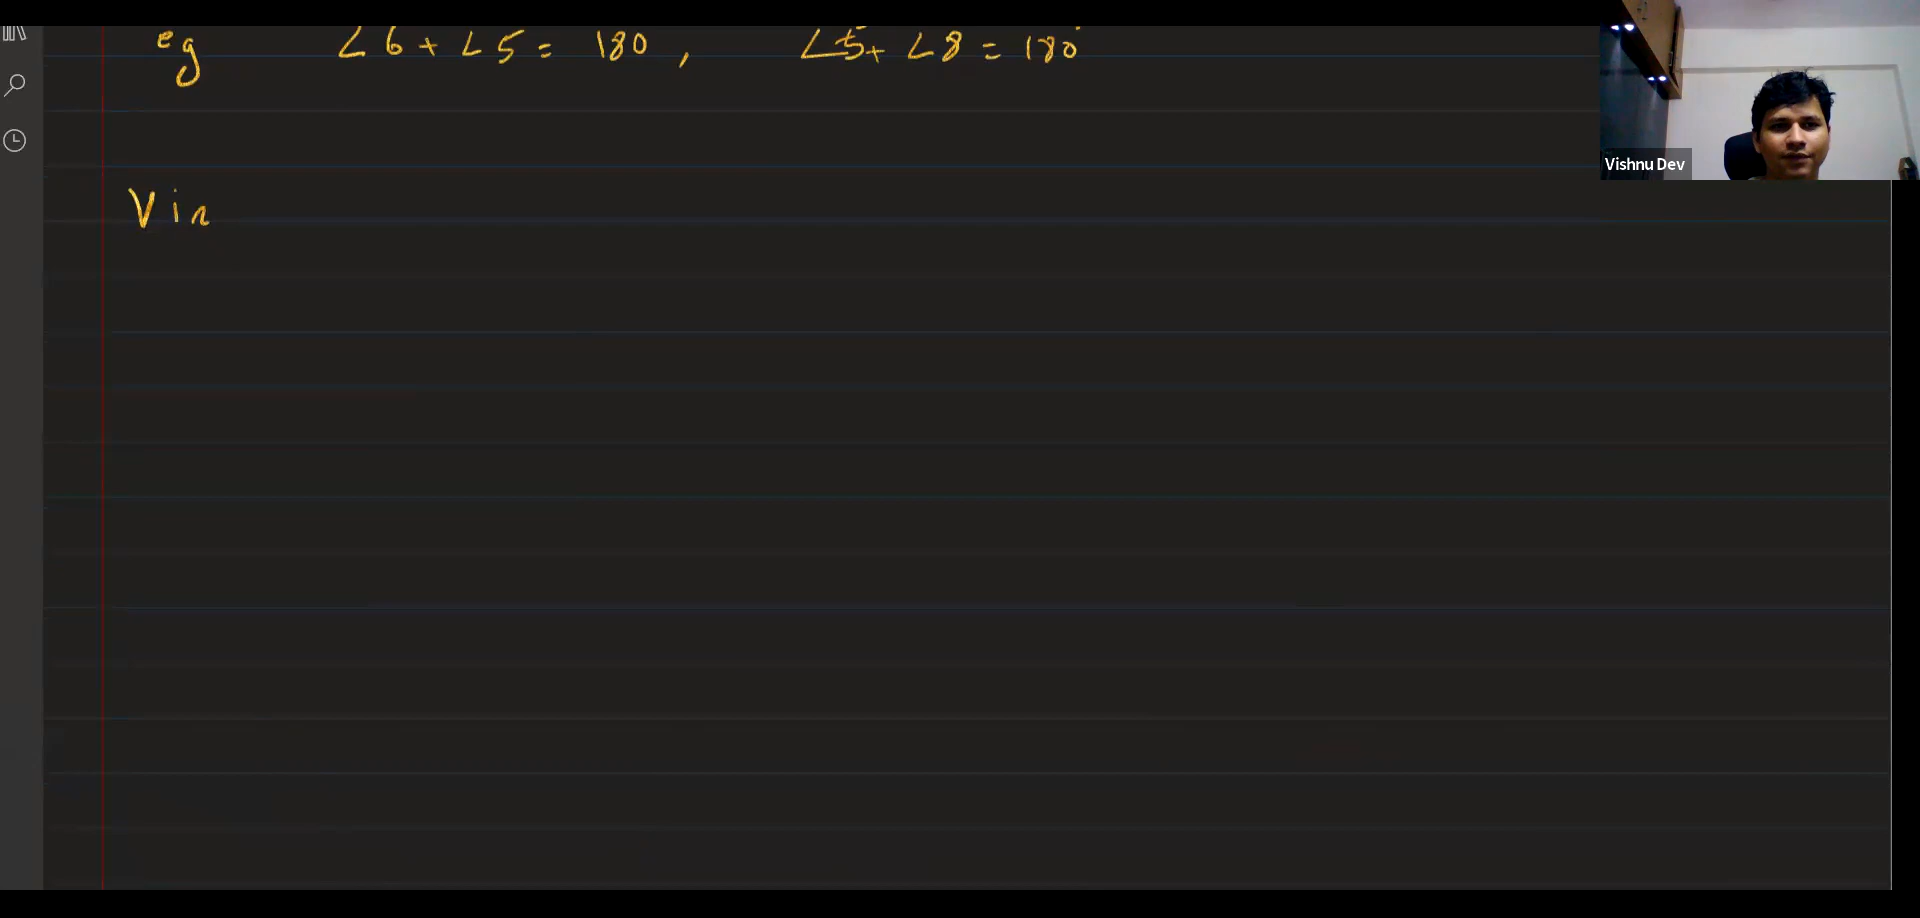 eg ∠6 + ∠5 = 180 , ∠5 + ∠8 = 180°
Vishnu Dev
Vin